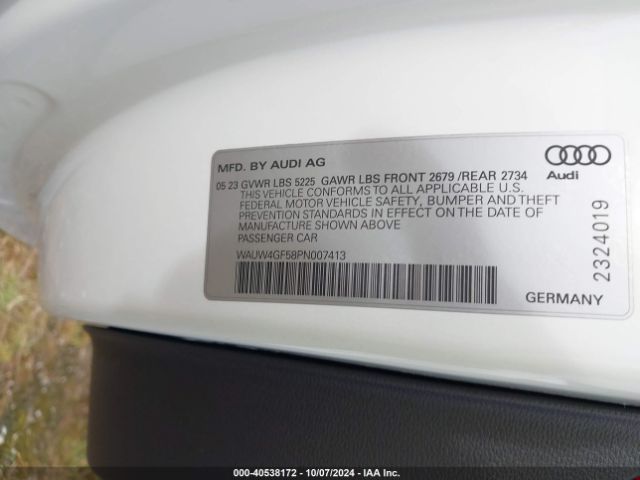 MFD. BY AUDI AG
05 23 GVWR LBS 5225 GAWR LBS FRONT 2679 /REAR 2734
THIS VEHICLE CONFORMS TO ALL APPLICABLE U.S.
FEDERAL MOTOR VEHICLE SAFETY, BUMPER AND THEFT
PREVENTION STANDARDS IN EFFECT ON THE DATE OF
MANUFACTURE SHOWN ABOVE
PASSENGER CAR
WAUW4GF58PN007413
Audi
2324019
GERMANY
000-40538172 - 10/07/2024 - IAA Inc.